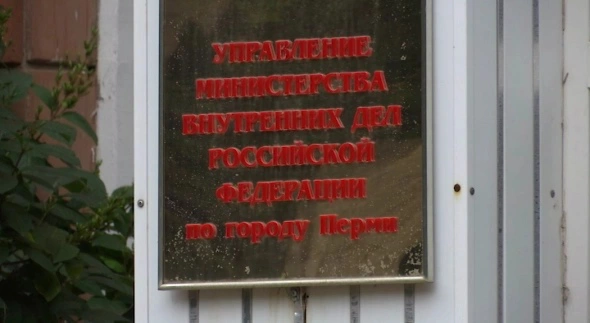 УПРАВЛЕНИЕ
МИНИСТЕРСТВА
ВНУТРЕННИХ ДЕЛ
РОССИЙСКОЙ
ФЕДЕРАЦИИ
по городу Перми